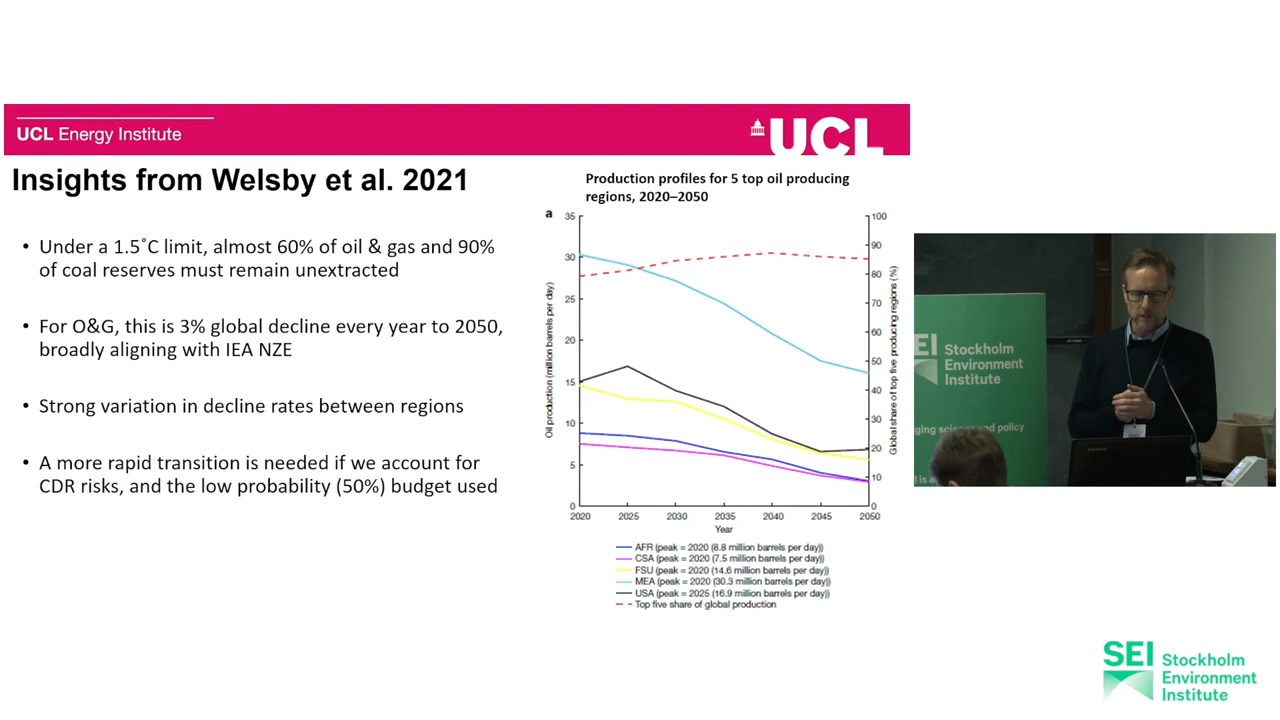 UCL Energy Institute
UCL
Insights from Welsby et al. 2021
• Under a 1.5˚C limit, almost 60% of oil & gas and 90%
of coal reserves must remain unextracted
• For O&G, this is 3% global decline every year to 2050,
broadly aligning with IEA NZE
• Strong variation in decline rates between regions
• A more rapid transition is needed if we account for
CDR risks, and the low probability (50%) budget used
Production profiles for 5 top oil producing
regions, 2020–2050
a
Oil production (million barrels per day)
35
30
25
20
15
10
5
0
100
90
80
70
60
50
40
30
20
10
0
Global share of top five producing regions (%)
2020 2025 2030 2035 2040 2045 2050
Year
AFR (peak = 2020 (8.8 million barrels per day))
CSA (peak = 2020 (7.5 million barrels per day))
FSU (peak = 2020 (14.6 million barrels per day))
MEA (peak = 2020 (30.3 million barrels per day))
USA (peak = 2025 (16.9 million barrels per day))
Top five share of global production
EI Stockholm
Environment
Institute
ging science and policy
SEI Stockholm
Environment
Institute